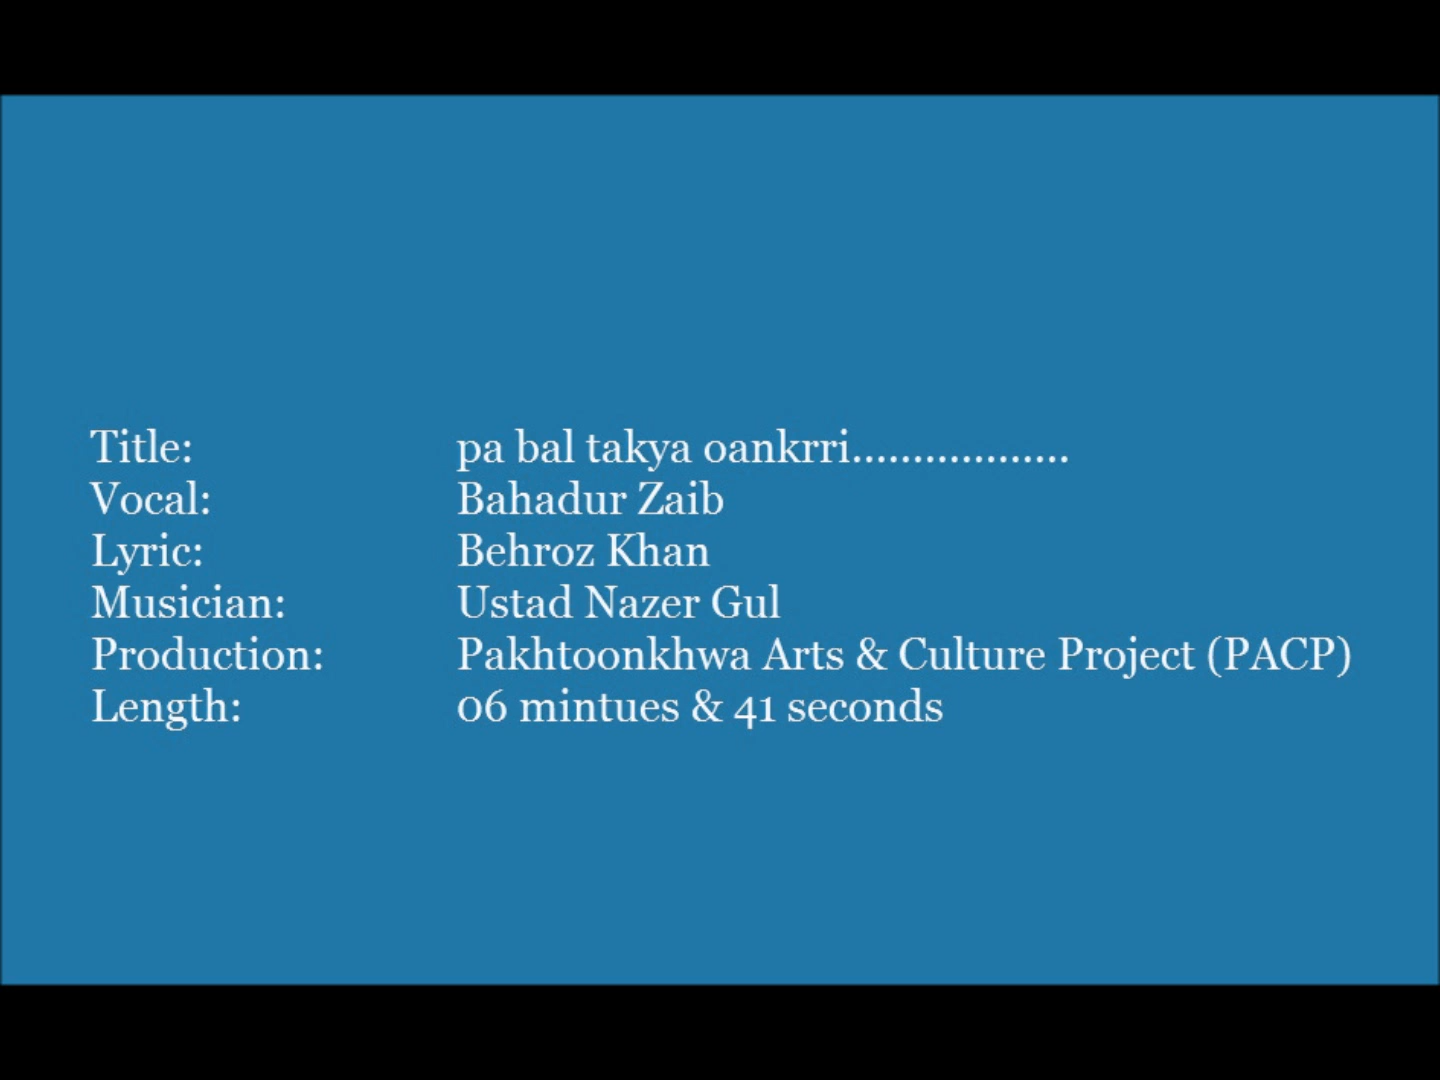 Title: pa bal takya oankrri..................
Vocal: Bahadur Zaib
Lyric: Behroz Khan
Musician: Ustad Nazer Gul
Production: Pakhtoonkhwa Arts & Culture Project (PACP)
Length: 06 mintues & 41 seconds